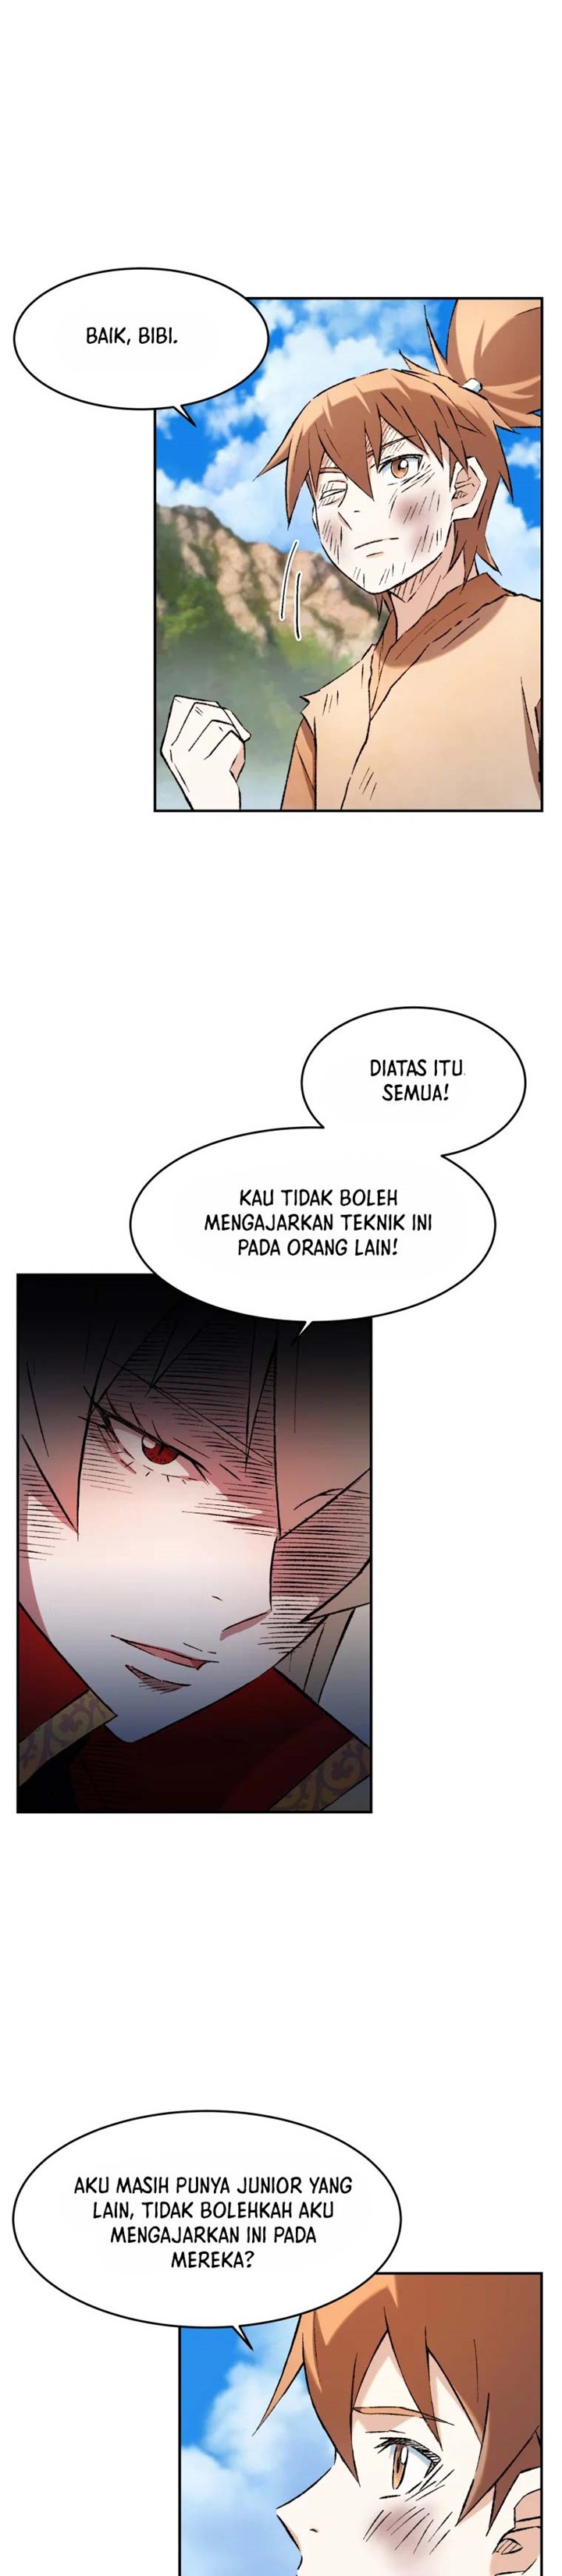 BAIK, BIBI.
DIATAS ITU
SEMUA!
KAU TIDAK BOLEH
MENGAJARKAN TEKNIK INI
PADA ORANG LAIN!
AKU MASIH PUNYA JUNIOR YANG
LAIN, TIDAK BOLEHKAH AKU
MENGAJARKAN INI PADA
MEREKA?